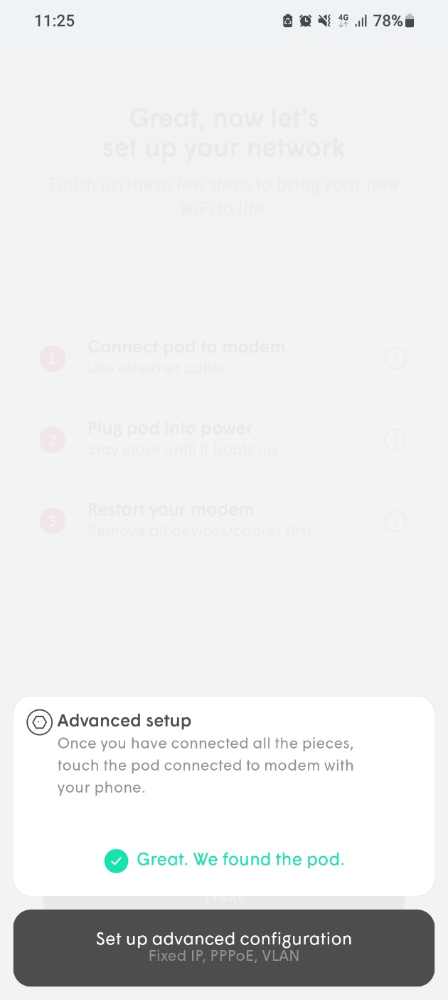 11:25
4G
78%
Great, now let's
set up your network
Finish up these few steps to bring your new
WiFi to life.
1
Connect pod to modem
Use ethernet cable
2
Plug pod into power
Stay close until it boots up
3
Restart your modem
Remove all devices/cables first
Advanced setup
Once you have connected all the pieces,
touch the pod connected to modem with
your phone.
Great. We found the pod.
Next
Set up advanced configuration
Fixed IP, PPPoE, VLAN